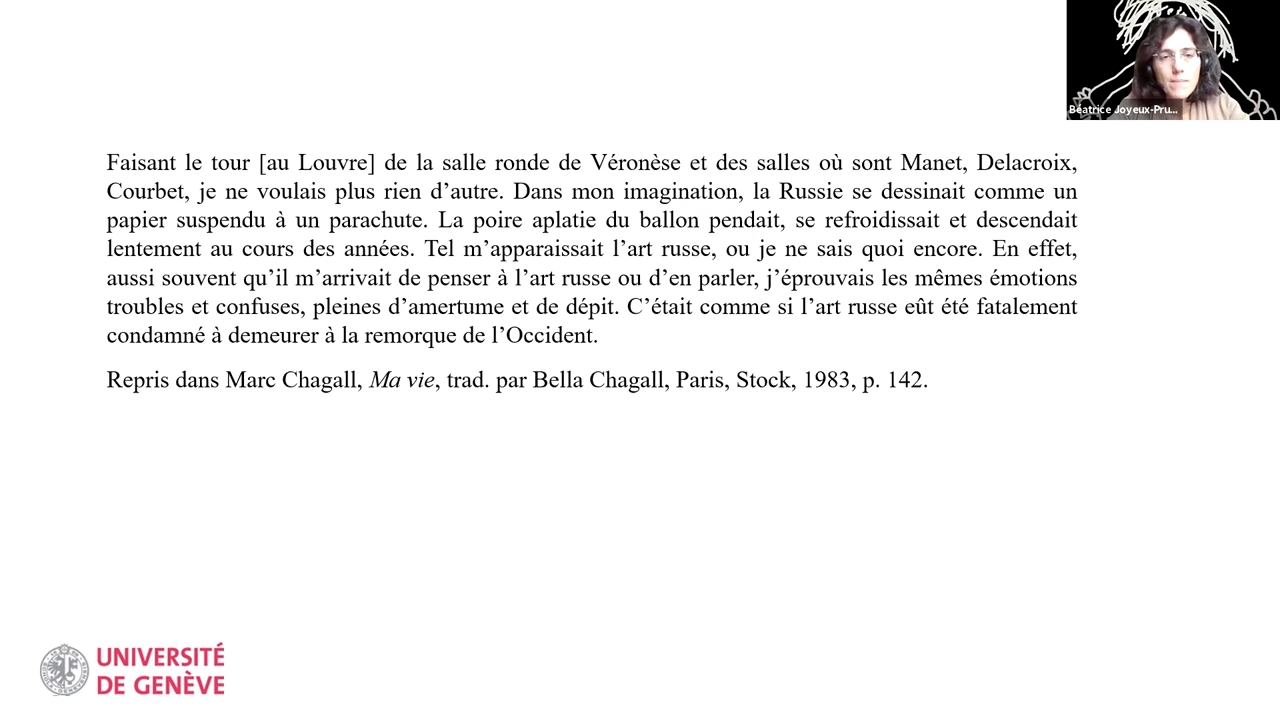 Béatrice Joyeux-Pru...
Faisant le tour [au Louvre] de la salle ronde de Véronèse et des salles où sont Manet, Delacroix,
Courbet, je ne voulais plus rien d’autre. Dans mon imagination, la Russie se dessinait comme un
papier suspendu à un parachute. La poire aplatie du ballon pendait, se refroidissait et descendait
lentement au cours des années. Tel m’apparaissait l’art russe, ou je ne sais quoi encore. En effet,
aussi souvent qu’il m’arrivait de penser à l’art russe ou d’en parler, j’éprouvais les mêmes émotions
troubles et confuses, pleines d’amertume et de dépit. C’était comme si l’art russe eût été fatalement
condamné à demeurer à la remorque de l’Occident.
Repris dans Marc Chagall, Ma vie, trad. par Bella Chagall, Paris, Stock, 1983, p. 142.
UNIVERSITÉ
DE GENÈVE